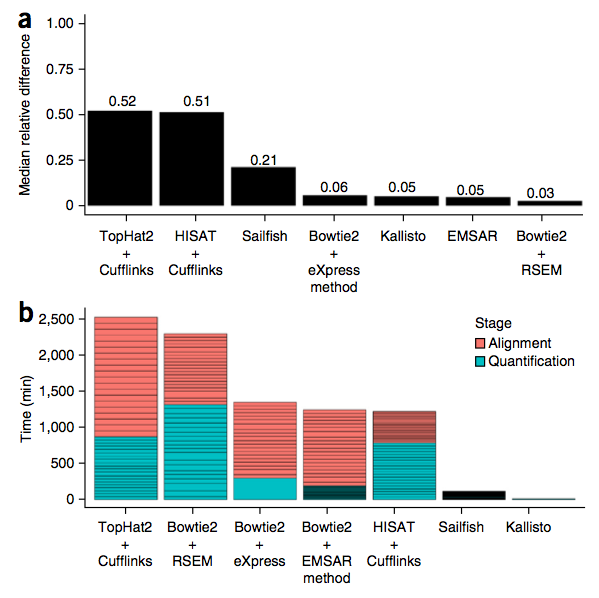 a
Median relative difference
1.00
0.75
0.50
0.25
0
0.52
0.51
0.21
0.06
0.05
0.05
0.03
TopHat2
+
Cufflinks
HISAT
+
Cufflinks
Sailfish
Bowtie2
+
eXpress
method
Kallisto
EMSAR
Bowtie2
+
RSEM
b
Time (min)
2,500
2,000
1,500
1,000
500
0
Stage
Alignment
Quantification
TopHat2
+
Cufflinks
Bowtie2
+
RSEM
Bowtie2
+
eXpress
Bowtie2
+
EMSAR
method
HISAT
+
Cufflinks
Sailfish
Kallisto